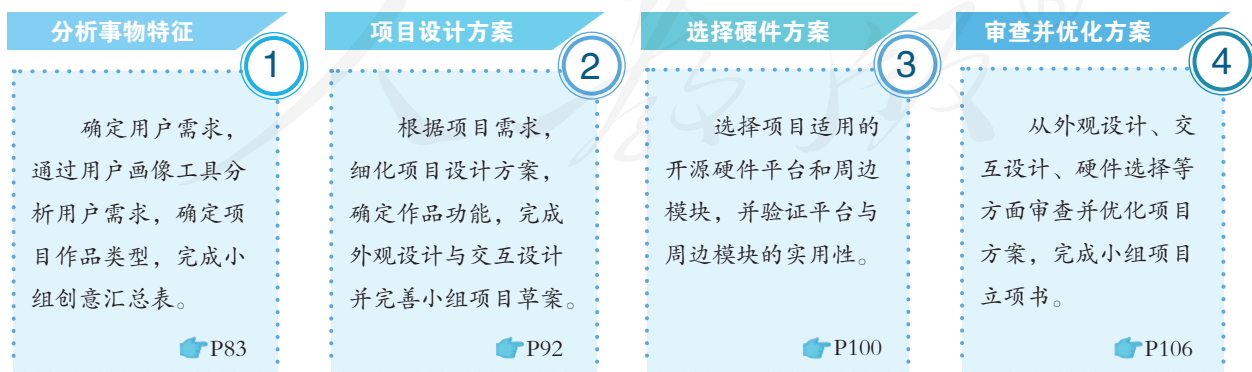 分析事物特征
1
确定用户需求，
通过用户画像工具分
析用户需求，确定项
目作品类型，完成小
组创意汇总表。
P83
项目设计方案
2
根据项目需求，
细化项目设计方案，
确定作品功能，完成
外观设计与交互设计
并完善小组项目草案。
P92
选择硬件方案
3
选择项目适用的
开源硬件平台和周边
模块，并验证平台与
周边模块的实用性。
P100
审查并优化方案
4
从外观设计、交
互设计、硬件选择等
方面审查并优化项目
方案，完成小组项目
立项书。
P106
人教版